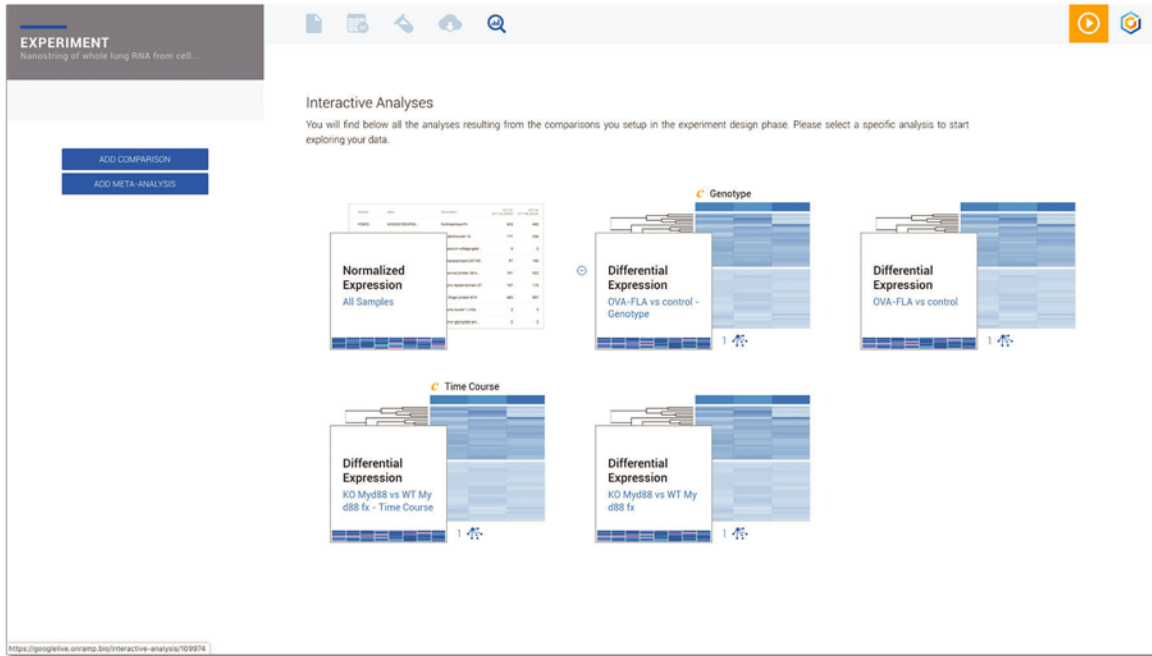 EXPERIMENT
Nanostring of whole lung RNA from cell...
ADD COMPARISON
ADD META-ANALYSIS
Interactive Analyses
You will find below all the analyses resulting from the comparisons you setup in the experiment design phase. Please select a specific analysis to start
exploring your data.
Normalized
Expression
All Samples
c Genotype
Differential
Expression
OVA-FLA vs control -
Genotype
1
Differential
Expression
OVA-FLA vs control
1
c Time Course
Differential
Expression
KO Myd88 vs WT My
d88 fx - Time Course
1
Differential
Expression
KO Myd88 vs WT My
d88 fx
1
https://googlelive.onramp.bio/interactive-analysis/109974